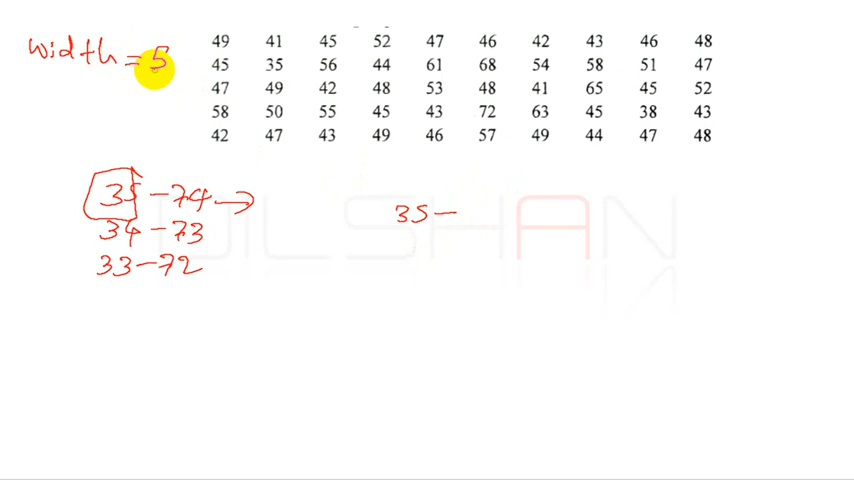 width = 5
49 41 45 52 47 46 42 43 46 48
45 35 56 44 61 68 54 58 51 47
47 49 42 48 53 48 41 65 45 52
58 50 55 45 43 72 63 45 38 43
42 47 43 49 46 57 49 44 47 48
35 - 74 →
34 - 73
33 - 72
35 -
DILSHAN